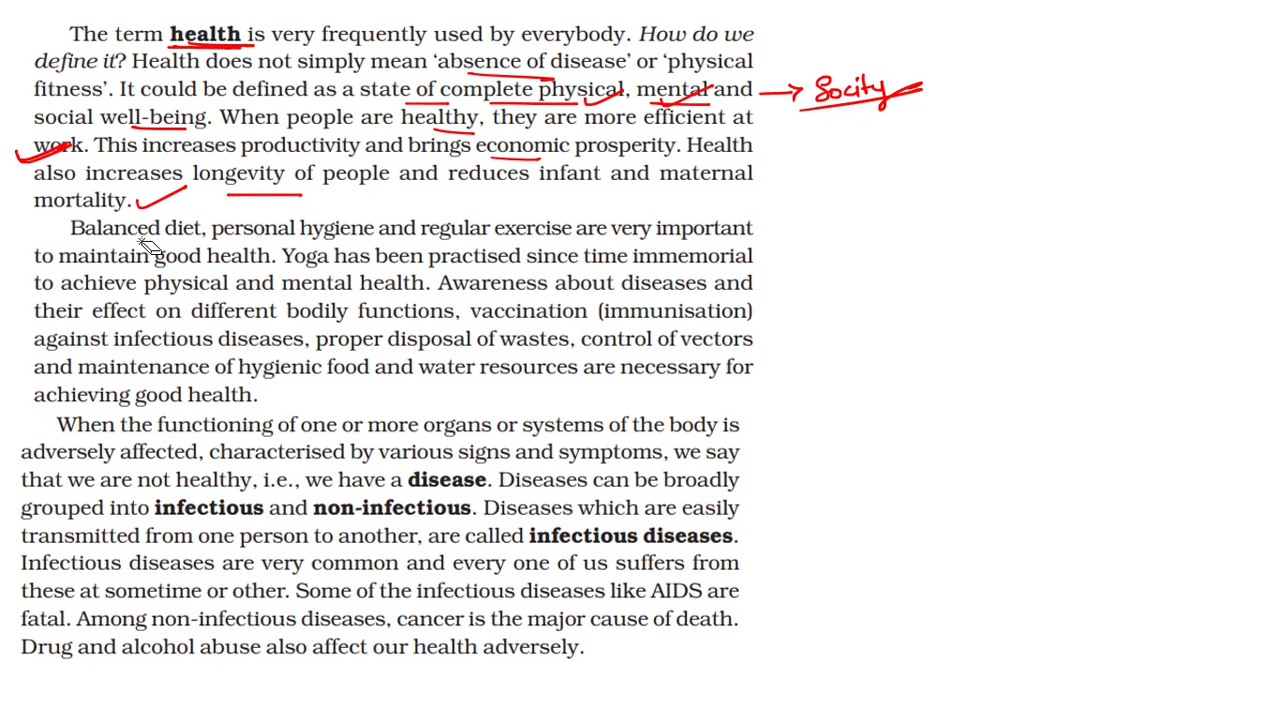 The term health is very frequently used by everybody. How do we
define it? Health does not simply mean ‘absence of disease’ or ‘physical
fitness’. It could be defined as a state of complete physical, mental and → Socity
social well-being. When people are healthy, they are more efficient at
work. This increases productivity and brings economic prosperity. Health
also increases longevity of people and reduces infant and maternal
mortality.
Balanced diet, personal hygiene and regular exercise are very important
to maintain good health. Yoga has been practised since time immemorial
to achieve physical and mental health. Awareness about diseases and
their effect on different bodily functions, vaccination (immunisation)
against infectious diseases, proper disposal of wastes, control of vectors
and maintenance of hygienic food and water resources are necessary for
achieving good health.
When the functioning of one or more organs or systems of the body is
adversely affected, characterised by various signs and symptoms, we say
that we are not healthy, i.e., we have a disease. Diseases can be broadly
grouped into infectious and non-infectious. Diseases which are easily
transmitted from one person to another, are called infectious diseases.
Infectious diseases are very common and every one of us suffers from
these at sometime or other. Some of the infectious diseases like AIDS are
fatal. Among non-infectious diseases, cancer is the major cause of death.
Drug and alcohol abuse also affect our health adversely.